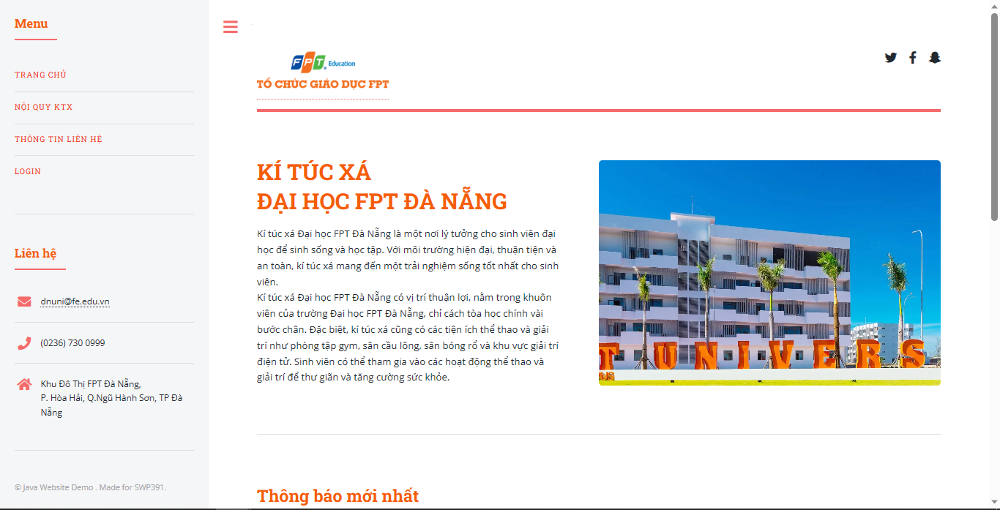 Menu
TRANG CHỦ
NỘI QUY KTX
THÔNG TIN LIÊN HỆ
LOGIN
Liên hệ
dnuni@fe.edu.vn
(0236) 730 0999
Khu Đô Thị FPT Đà Nẵng,
P. Hòa Hải, Q.Ngũ Hành Sơn, TP Đà
Nẵng
© Java Website Demo . Made for SWP391.
FPT Education
TỔ CHỨC GIÁO DỤC FPT
KÍ TÚC XÁ
ĐẠI HỌC FPT ĐÀ NẴNG
Kí túc xá Đại học FPT Đà Nẵng là một nơi lý tưởng cho sinh viên đại
học để sinh sống và học tập. Với môi trường hiện đại, thuận tiện và
an toàn, kí túc xá mang đến một trải nghiệm sống tốt nhất cho sinh
viên.
Kí túc xá Đại học FPT Đà Nẵng có vị trí thuận lợi, nằm trong khuôn
viên của trường Đại học FPT Đà Nẵng, chỉ cách tòa học chính vài
bước chân. Đặc biệt, kí túc xá cũng có các tiện ích thể thao và giải
trí như phòng tập gym, sân cầu lông, sân bóng rổ và khu vực giải trí
điện tử. Sinh viên có thể tham gia vào các hoạt động thể thao và
giải trí để thư giãn và tăng cường sức khỏe.
T UNIVERS
Thông báo mới nhất